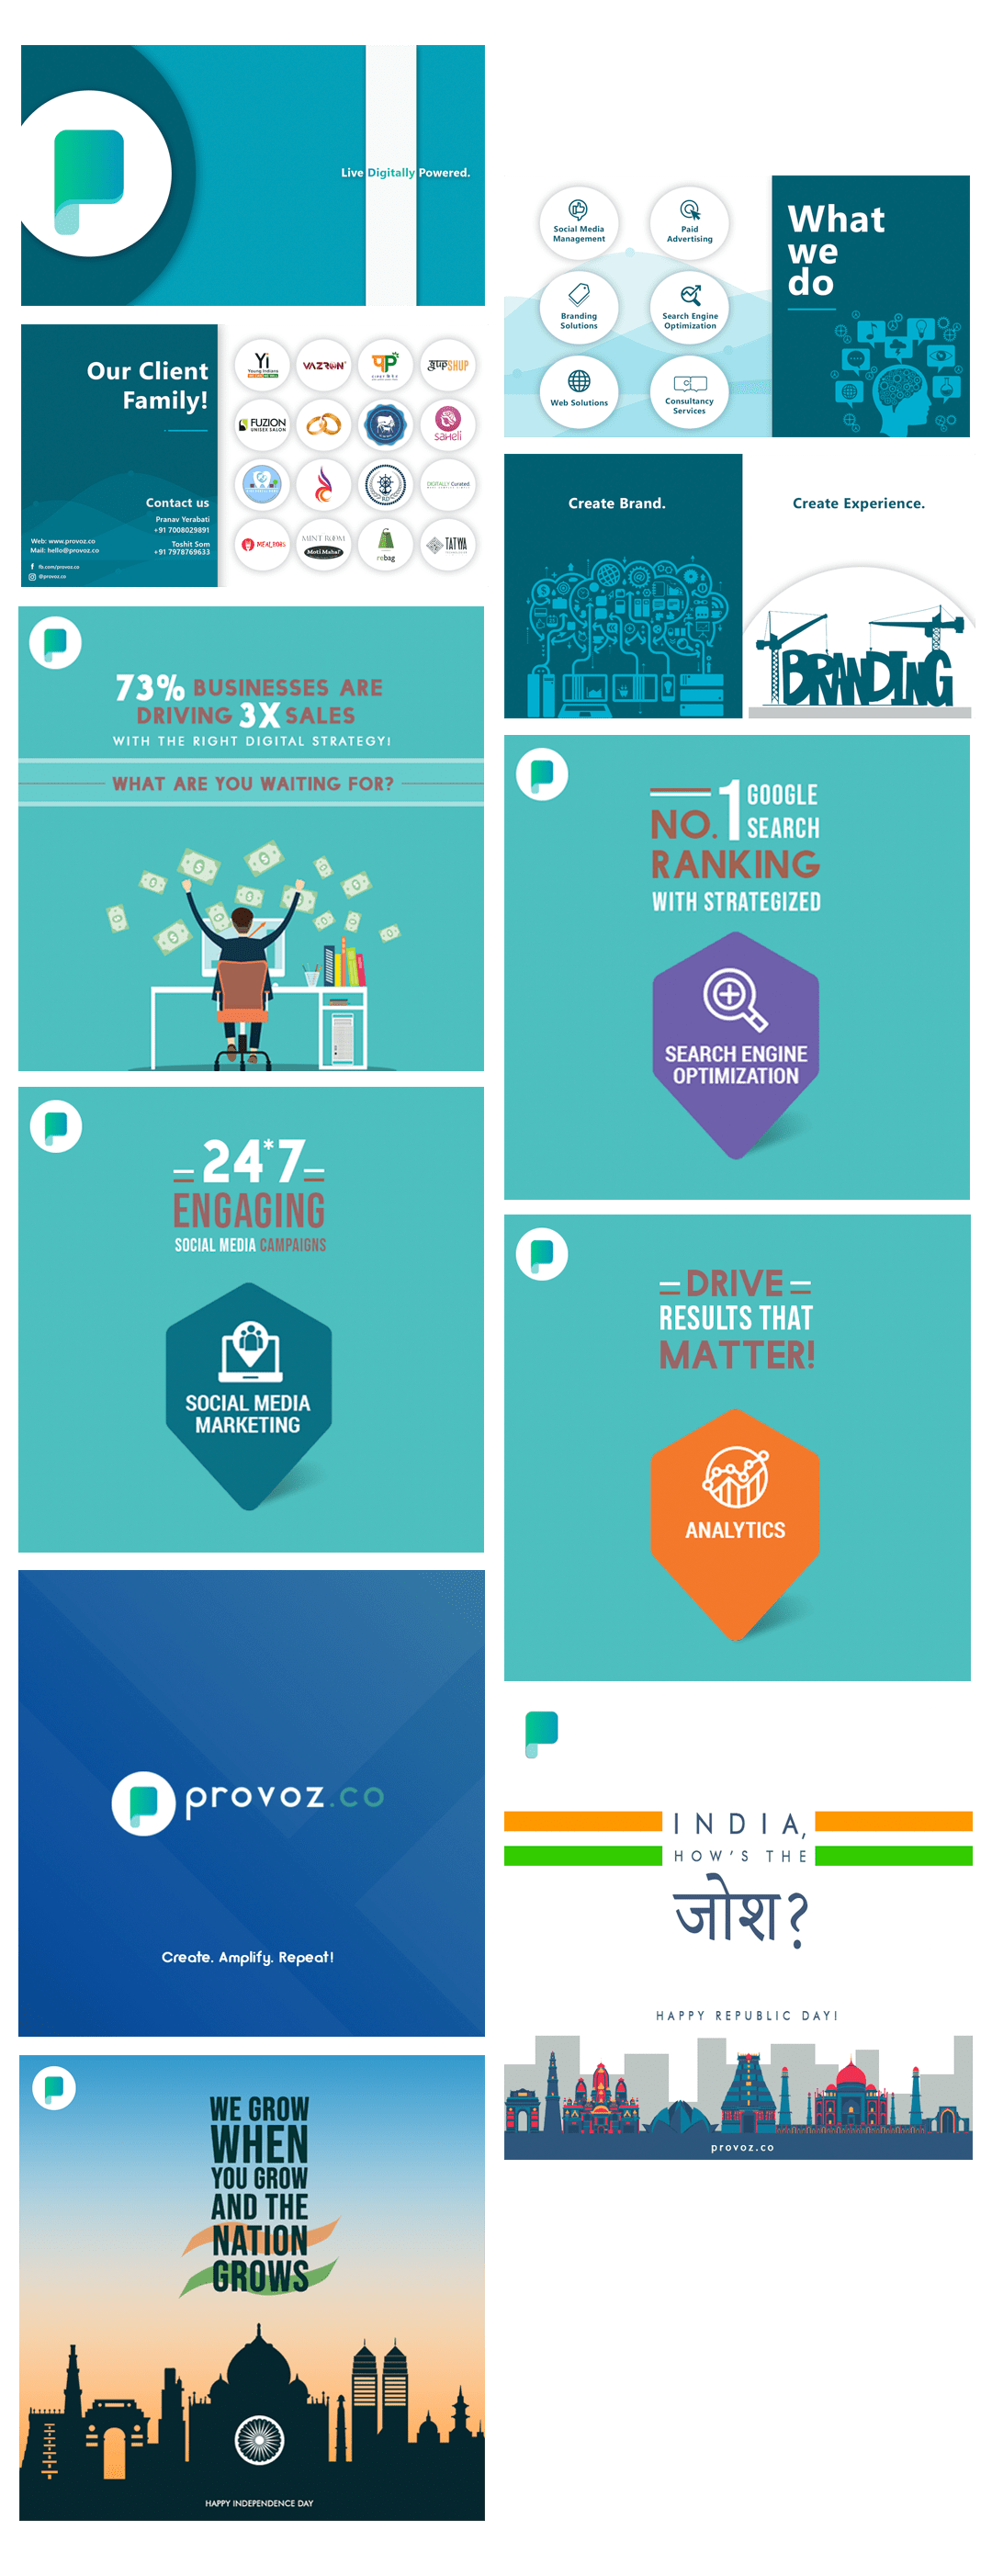 Live Digitally Powered.
Social Media
Management
Paid
Advertising
Branding
Solutions
Search Engine
Optimization
Web Solutions
Consultancy
Services
What
we
do
Our Client
Family!
Contact us
Pranav Yerabati
+91 7008029891
Toshit Som
+91 7978769633
Web: www.provoz.co
Mail: hello@provoz.co
fb.com/provoz.co
@provoz.co
Yi
Young Indians
VAZRON
गुपSHUP
FUZION
UNISEX SALON
saheli
DIGITALLY Curated
MEALROBS
MINT ROOM
Moti Mahal
rebag
TATWA
Create Brand.
Create Experience.
BRANDING
73% BUSINESSES ARE
DRIVING 3X SALES
WITH THE RIGHT DIGITAL STRATEGY!
WHAT ARE YOU WAITING FOR?
NO. 1 GOOGLE
SEARCH
RANKING
WITH STRATEGIZED
SEARCH ENGINE
OPTIMIZATION
24*7
ENGAGING
SOCIAL MEDIA CAMPAIGNS
SOCIAL MEDIA
MARKETING
DRIVE
RESULTS THAT
MATTER!
ANALYTICS
provoz.co
Create. Amplify. Repeat!
INDIA,
HOW'S THE
जोश?
HAPPY REPUBLIC DAY!
provoz.co
WE GROW
WHEN
YOU GROW
AND THE
NATION
GROWS
HAPPY INDEPENDENCE DAY